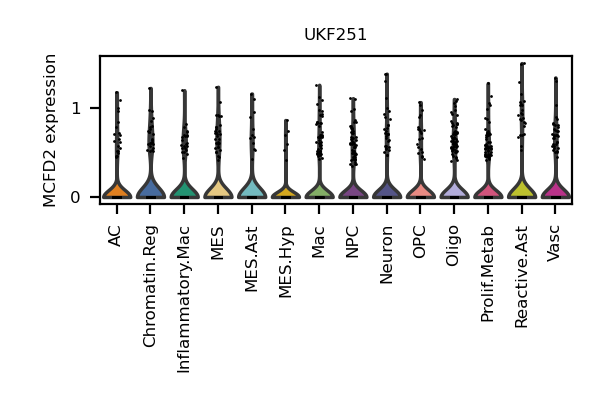 UKF251
MCFD2 expression
1
0
AC
Chromatin.Reg
Inflammatory.Mac
MES
MES.Ast
MES.Hyp
Mac
NPC
Neuron
OPC
Oligo
Prolif.Metab
Reactive.Ast
Vasc